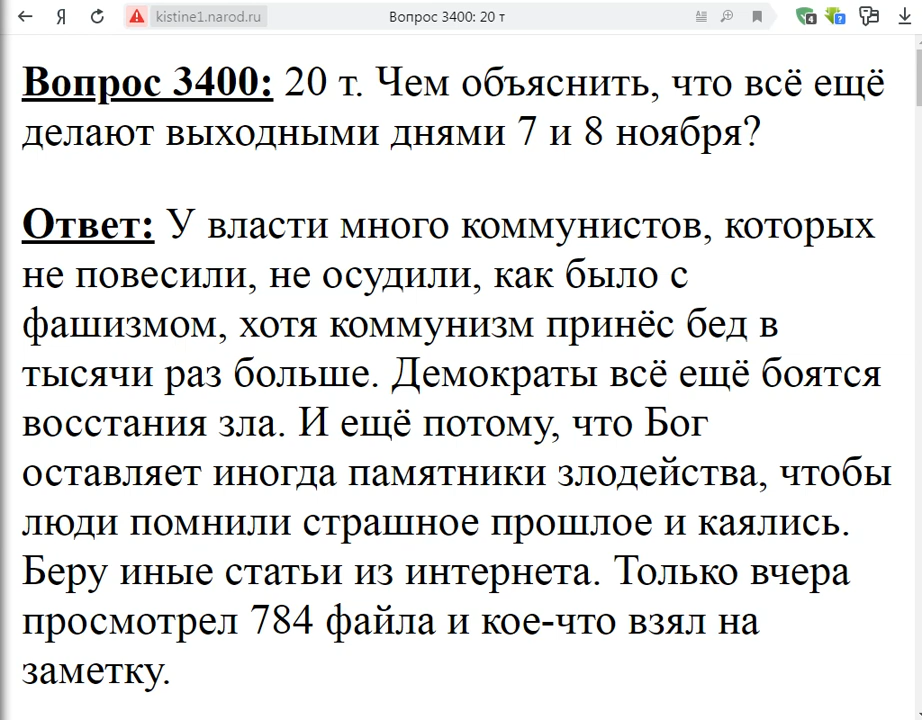 Я kistine1.narod.ru Вопрос 3400: 20 т 4 ?
Вопрос 3400: 20 т. Чем объяснить, что всё ещё
делают выходными днями 7 и 8 ноября?
Ответ: У власти много коммунистов, которых
не повесили, не осудили, как было с
фашизмом, хотя коммунизм принёс бед в
тысячи раз больше. Демократы всё ещё боятся
восстания зла. И ещё потому, что Бог
оставляет иногда памятники злодейства, чтобы
люди помнили страшное прошлое и каялись.
Беру иные статьи из интернета. Только вчера
просмотрел 784 файла и кое-что взял на
заметку.